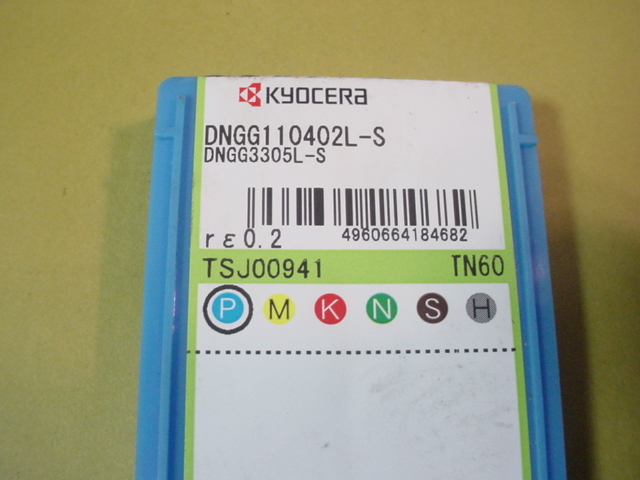 KYOCERa
DNGG110402L-S
DNGG3305L-S
rε0.2
4960664184682
TSJ00941 TN60
P M K N S H